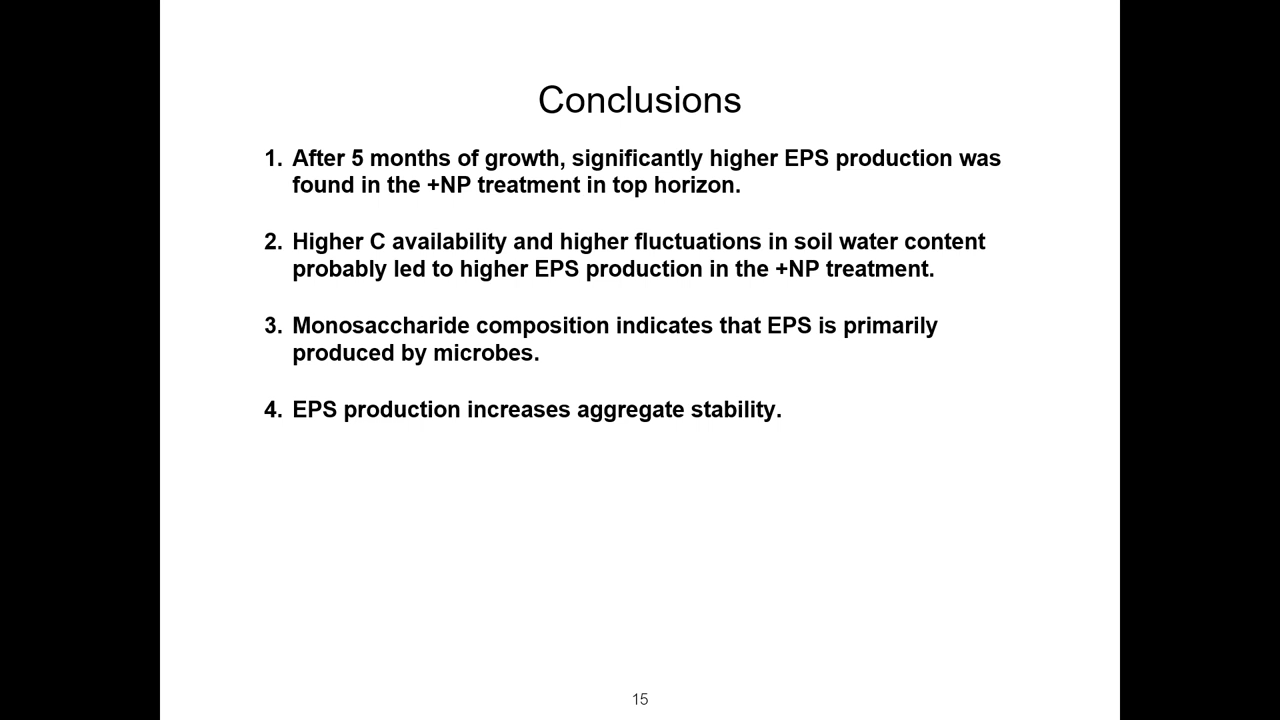 Conclusions
1. After 5 months of growth, significantly higher EPS production was
found in the +NP treatment in top horizon.
2. Higher C availability and higher fluctuations in soil water content
probably led to higher EPS production in the +NP treatment.
3. Monosaccharide composition indicates that EPS is primarily
produced by microbes.
4. EPS production increases aggregate stability.
15